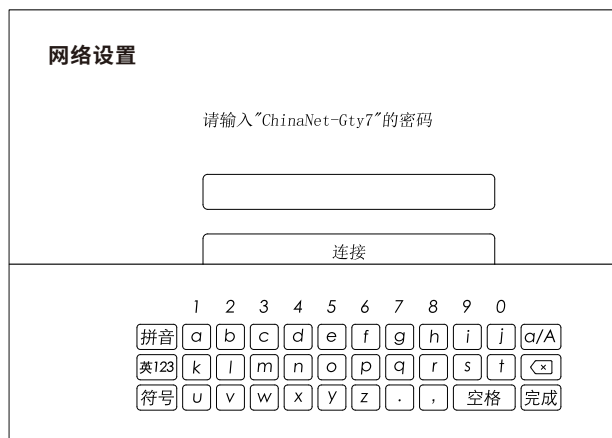 网络设置
请输入"ChinaNet-Gty7"的密码
连接
1 2 3 4 5 6 7 8 9 0
拼音 a b c d e f g h i j a/A
英123 k l m n o p q r s t
符号 u v w x y z . , 空格 完成